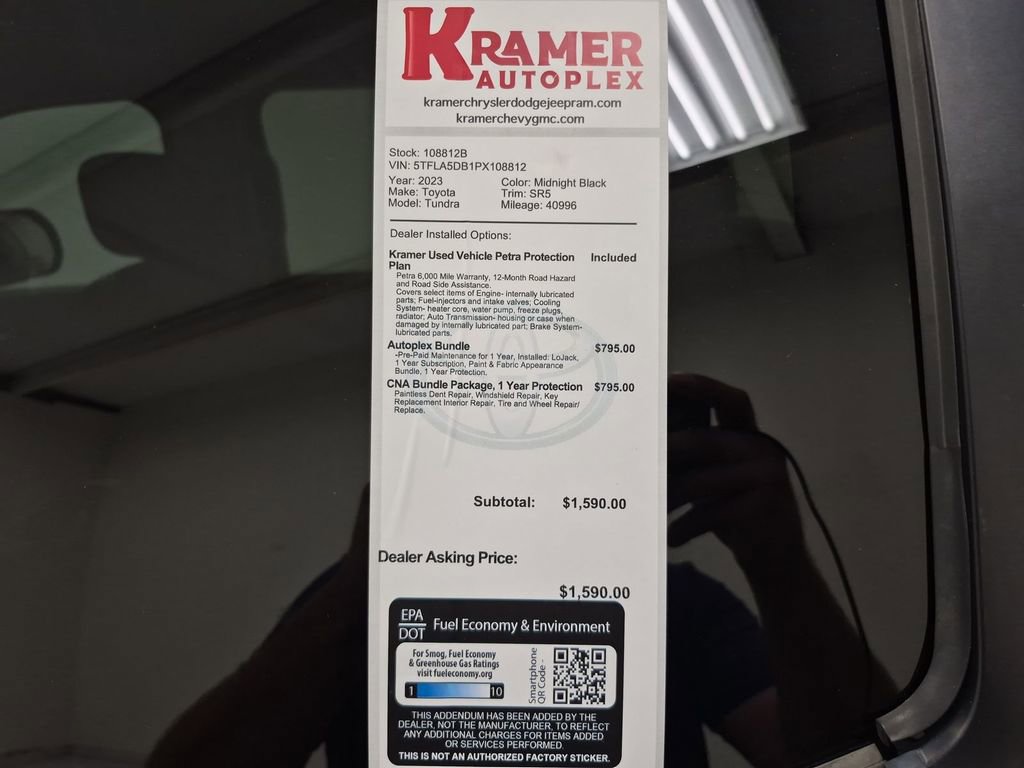 KRAMER
AUTOPLEX
kramerchryslerdodgejeepram.com
kramerchevygmc.com
Stock: 108812B
VIN: 5TFLA5DB1PX108812
Year: 2023 Color: Midnight Black
Make: Toyota Trim: SR5
Model: Tundra Mileage: 40996
Dealer Installed Options:
Kramer Used Vehicle Petra Protection Included
Plan
Petra 6,000 Mile Warranty, 12-Month Road Hazard
and Road Side Assistance.
Covers select items of Engine- internally lubricated
parts; Fuel-injectors and intake valves; Cooling
System- heater core, water pump, freeze plugs,
radiator; Auto Transmission- housing or case when
damaged by internally lubricated part; Brake System-
lubricated parts.
Autoplex Bundle $795.00
-Pre-Paid Maintenance for 1 Year, Installed: LoJack,
1 Year Subscription, Paint & Fabric Appearance
Bundle, 1 Year Protection.
CNA Bundle Package, 1 Year Protection $795.00
Paintless Dent Repair, Windshield Repair, Key
Replacement Interior Repair, Tire and Wheel Repair/
Replace.
Subtotal: $1,590.00
Dealer Asking Price:
$1,590.00
EPA
DOT Fuel Economy & Environment
For Smog, Fuel Economy
& Greenhouse Gas Ratings
visit fueleconomy.org
1 10
Smartphone
QR Code -
THIS ADDENDUM HAS BEEN ADDED BY THE
DEALER, NOT THE MANUFACTURER, TO REFLECT
ANY ADDITIONAL CHARGES FOR ITEMS ADDED
OR SERVICES PERFORMED.
THIS IS NOT AN AUTHORIZED FACTORY STICKER.